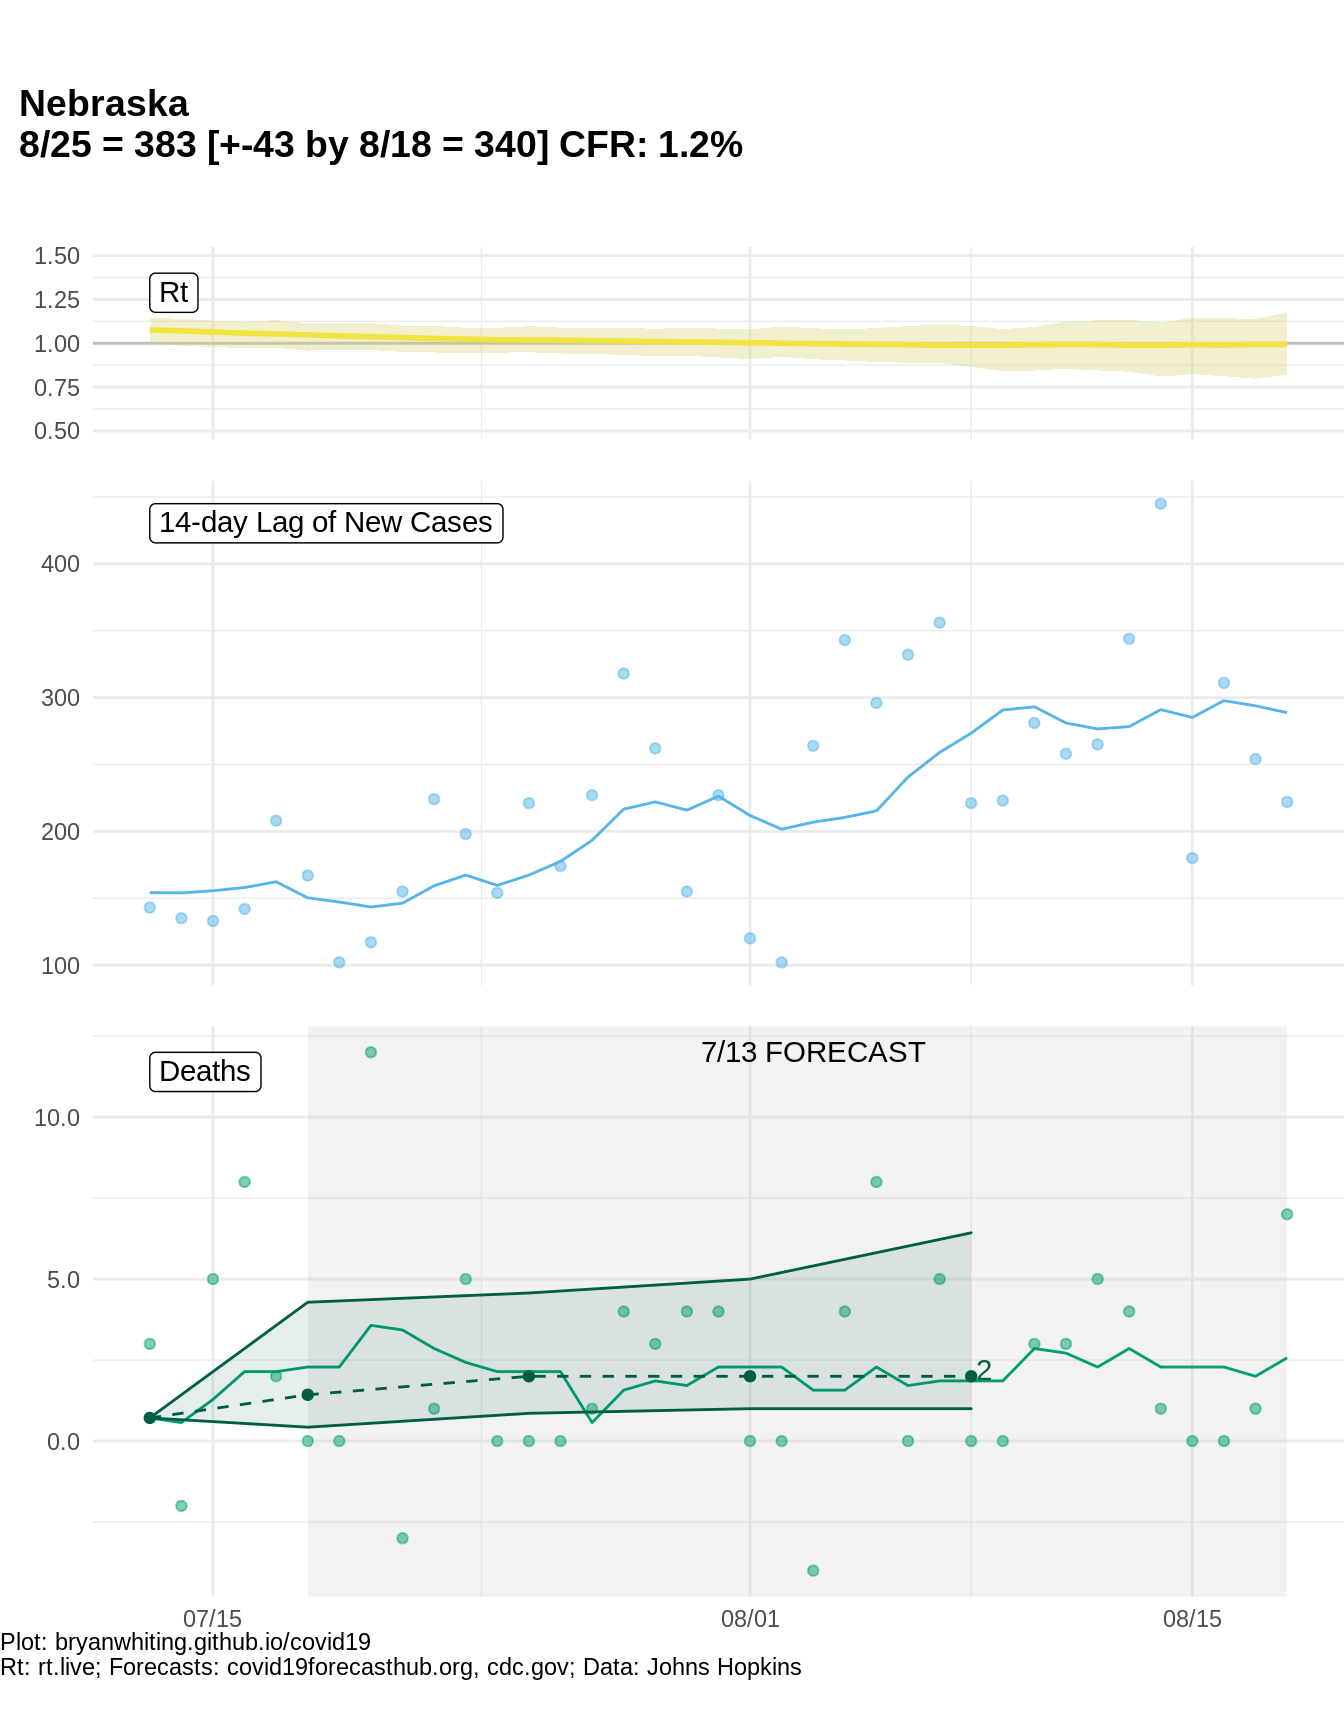 Nebraska
8/25 = 383 [+-43 by 8/18 = 340] CFR: 1.2%
1.50
Rt
1.25
1.00
0.75
0.50
14-day Lag of New Cases
400
300
200
100
7/13 FORECAST
Deaths
10.0
5.0
2
0.0
07/15 08/01 08/15
Plot: bryanwhiting.github.io/covid19
Rt: rt.live; Forecasts: covid19forecasthub.org, cdc.gov; Data: Johns Hopkins